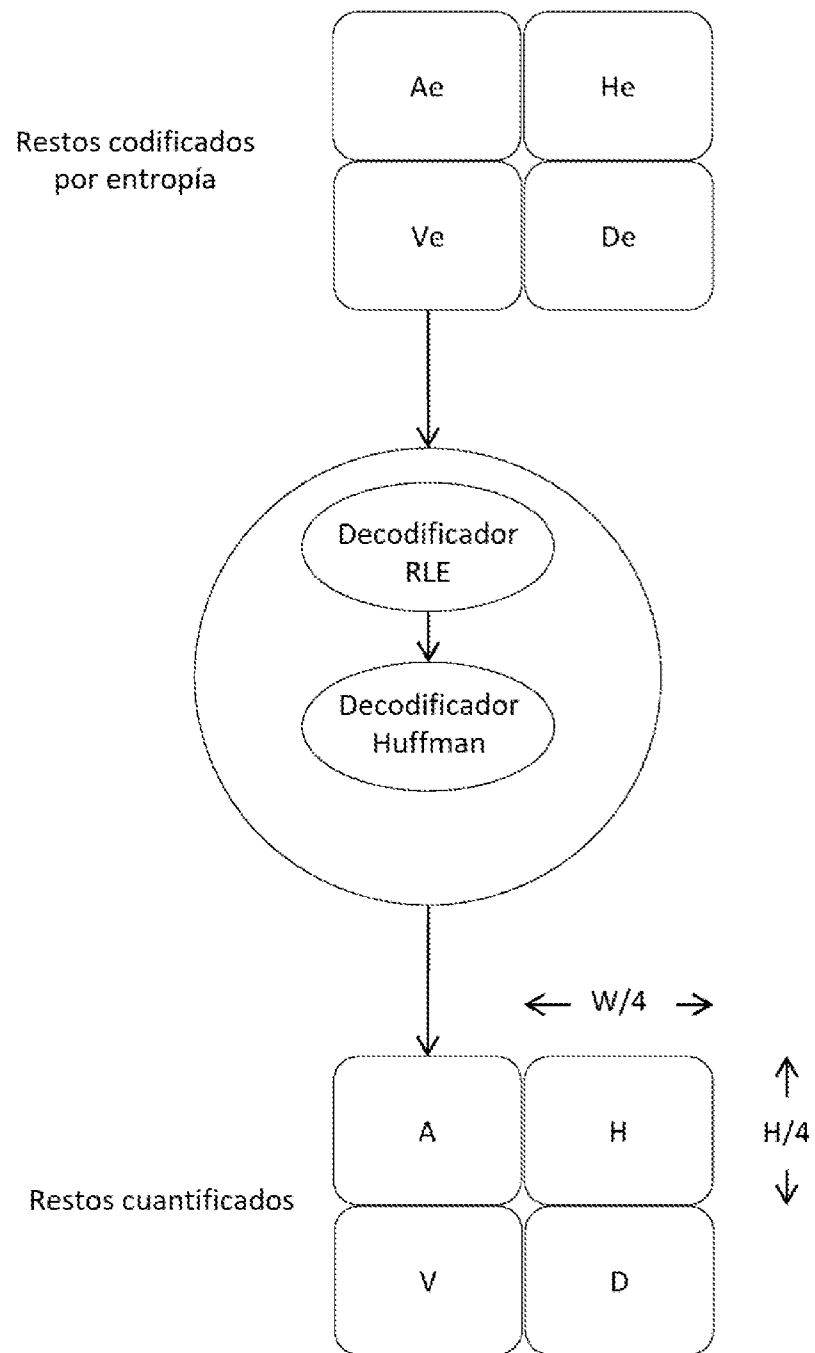 Ae
He
Restos codificados
por entropía
Ve
De
Decodificador
RLE
Decodificador
Huffman
W/4
A
H
H/4
Restos cuantificados
V
D